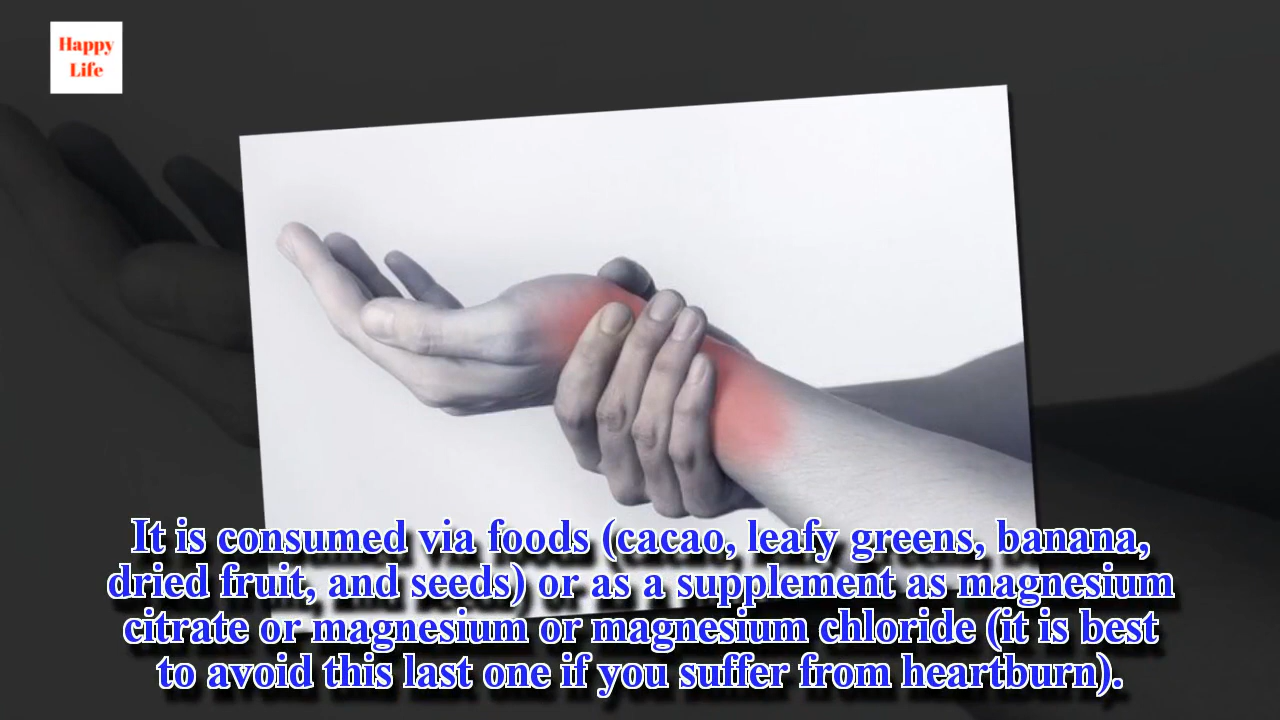 Happy
Life
It is consumed via foods (cacao, leafy greens, banana,
dried fruit, and seeds) or as a supplement as magnesium
citrate or magnesium or magnesium chloride (it is best
to avoid this last one if you suffer from heartburn).